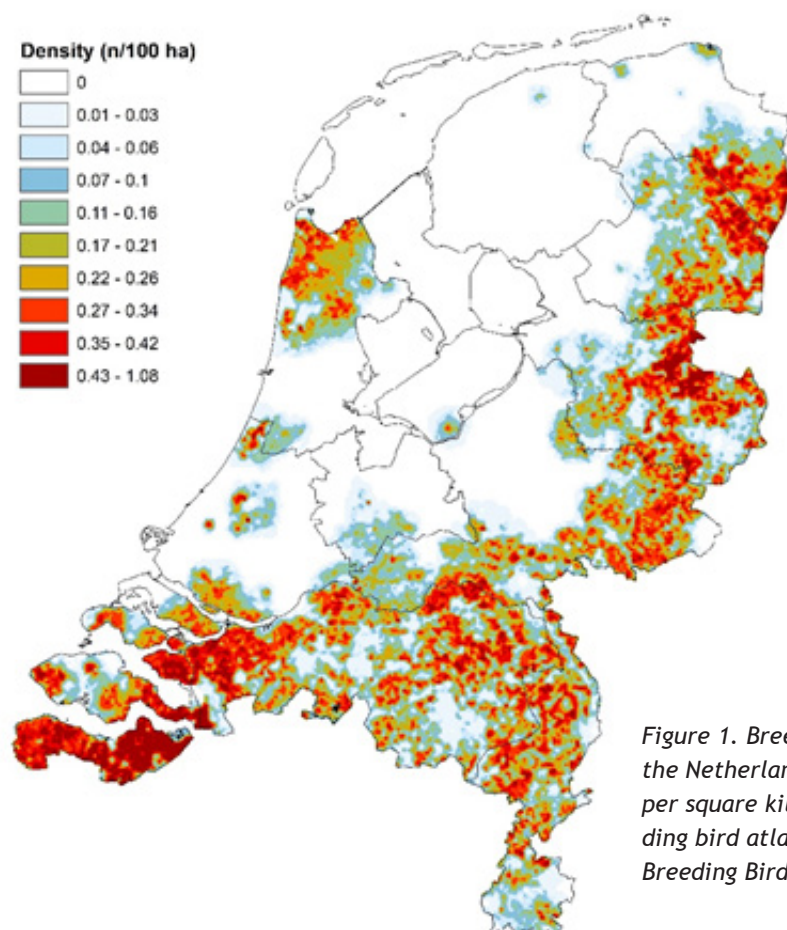 Density (n/100 ha)
0
0.01 - 0.03
0.04 - 0.06
0.07 - 0.1
0.11 - 0.16
0.17 - 0.21
0.22 - 0.26
0.27 - 0.34
0.35 - 0.42
0.43 - 1.08
Figure 1. Bree
the Netherlan
per square kil
ding bird atla
Breeding Bird